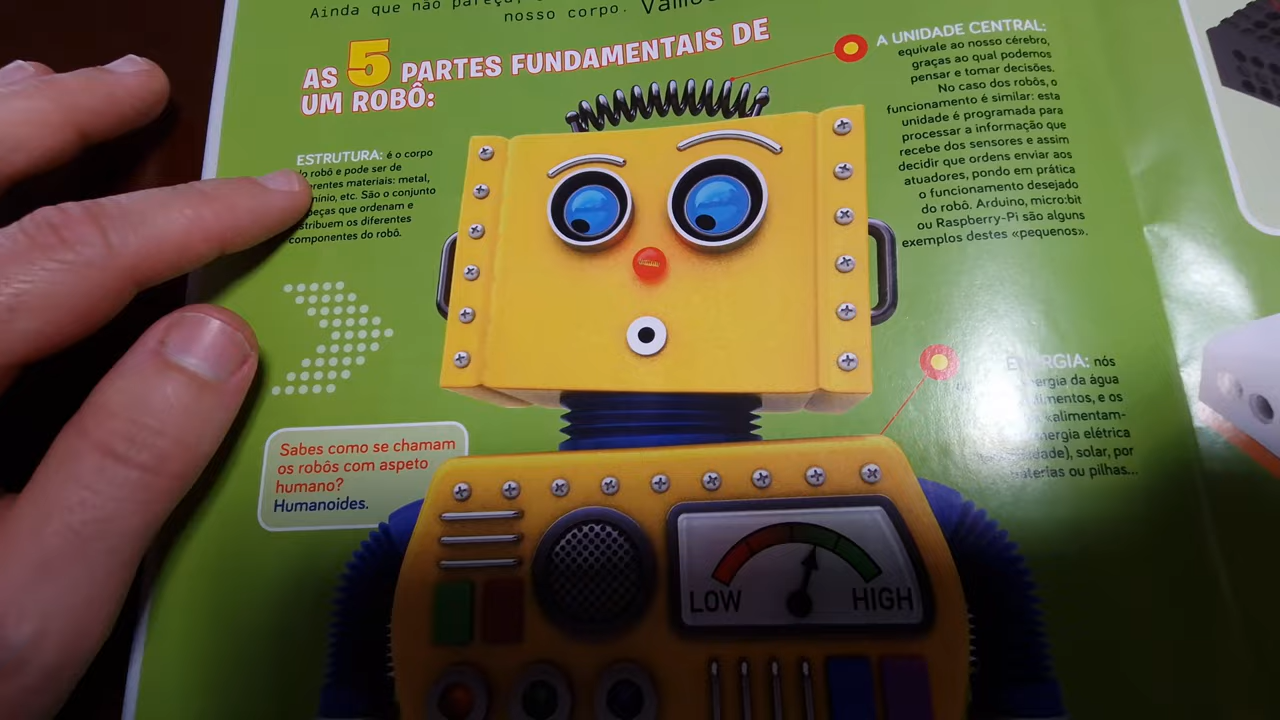 Ainda que não pareça,
nosso corpo.
AS 5 PARTES FUNDAMENTAIS DE
UM ROBÔ:
ESTRUTURA: é o corpo
robô e pode ser de
materiais: metal,
etc. São o conjunto
peças que ordenam e
os diferentes
componentes do robô.
Sabes como se chamam
os robôs com aspeto
humano?
Humanoides.
A UNIDADE CENTRAL:
equivale ao nosso cérebro,
graças ao qual podemos
pensar e tomar decisões.
No caso dos robôs, o
funcionamento é similar: esta
unidade é programada para
processar a informação que
recebe dos sensores e assim
decidir que ordens enviar aos
atuadores, pondo em prática
o funcionamento desejado
do robô. Arduino, micro:bit
ou Raspberry-Pi são alguns
exemplos destes «pequenos».
ENERGIA: nós
da água
e os
«alimentam-
energia elétrica
solar, por
baterias ou pilhas...
LOW HIGH